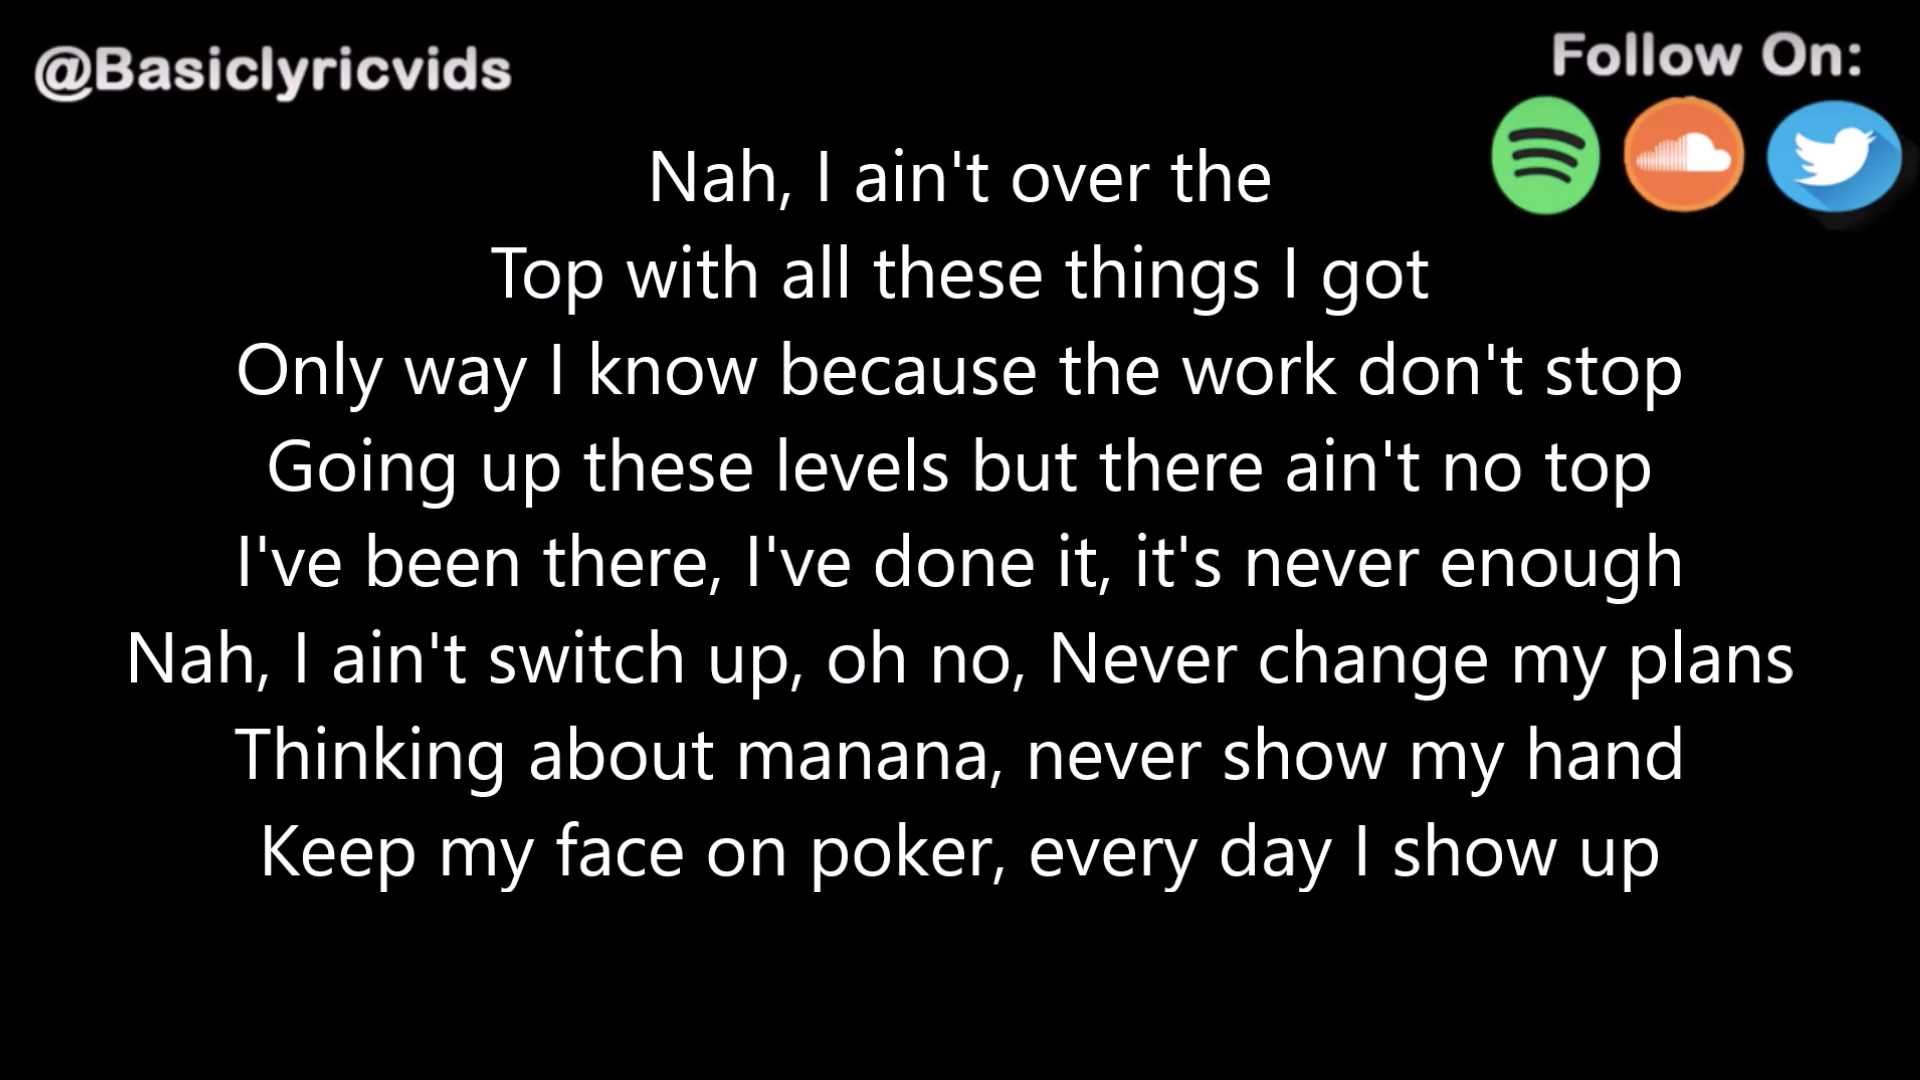 @Basiclyricvids
Follow On:
Nah, I ain't over the
Top with all these things I got
Only way I know because the work don't stop
Going up these levels but there ain't no top
I've been there, I've done it, it's never enough
Nah, I ain't switch up, oh no, Never change my plans
Thinking about manana, never show my hand
Keep my face on poker, every day I show up